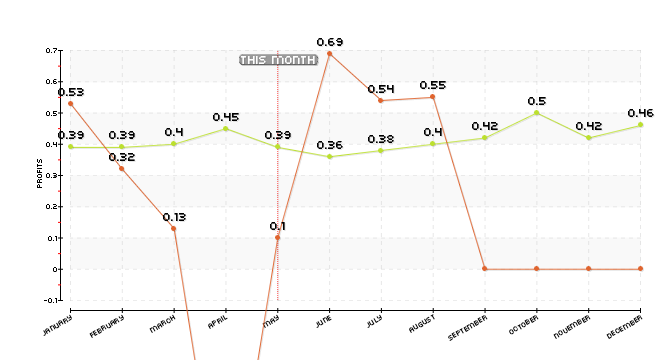 0.7
0.6
0.5
0.4
0.3
0.2
0.1
0
-0.1
PROFITS
THIS MONTH
0.53
0.32
0.13
0.1
0.69
0.54
0.55
0.39
0.39
0.4
0.45
0.39
0.36
0.38
0.4
0.42
0.5
0.42
0.46
JANUARY
FEBRUARY
MARCH
APRIL
MAY
JUNE
JULY
AUGUST
SEPTEMBER
OCTOBER
NOVEMBER
DECEMBER